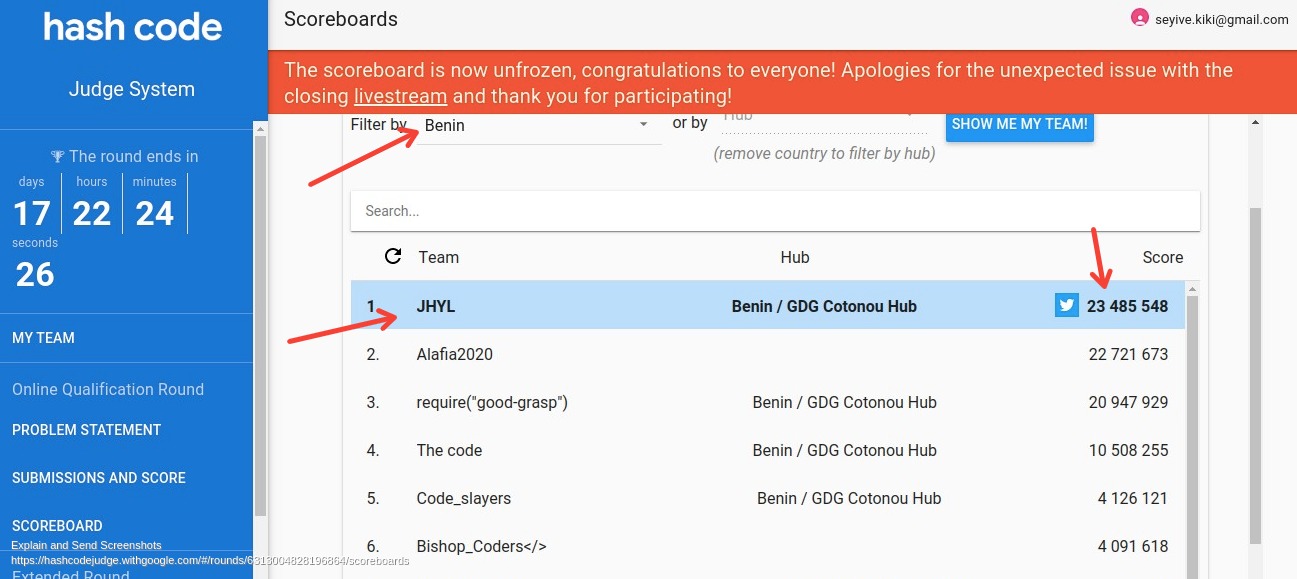 hash code
Judge System
The round ends in
days hours minutes
17 22 24
seconds
26
MY TEAM
Online Qualification Round
PROBLEM STATEMENT
SUBMISSIONS AND SCORE
SCOREBOARD
Explain and Send Screenshots
https://hashcodejudge.withgoogle.com/#/rounds/6313004828196864/scoreboards
Extended Round
Scoreboards
seyive.kiki@gmail.com
The scoreboard is now unfrozen, congratulations to everyone! Apologies for the unexpected issue with the
closing livestream and thank you for participating!
Filter by Benin or by Hub SHOW ME MY TEAM!
(remove country to filter by hub)
Search...
Team Hub Score
1. JHYL Benin / GDG Cotonou Hub 23 485 548
2. Alafia2020 22 721 673
3. require("good-grasp") Benin / GDG Cotonou Hub 20 947 929
4. The code Benin / GDG Cotonou Hub 10 508 255
5. Code_slayers Benin / GDG Cotonou Hub 4 126 121
6. Bishop_Coders</> 4 091 618